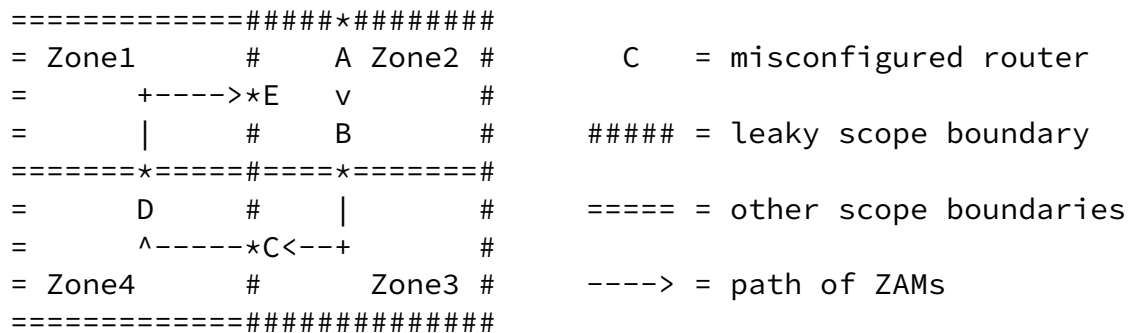 =============#####*########
= Zone1       #    A Zone2 #       C   = misconfigured router
=      +---->*E   v        #
=      |     #    B        #     ##### = leaky scope boundary
=======*=====#====*=======#
=      D     #    |        #     ===== = other scope boundaries
=      ^-----*C<--+        #
= Zone4       #      Zone3 #     ----> = path of ZAMs
=============##############